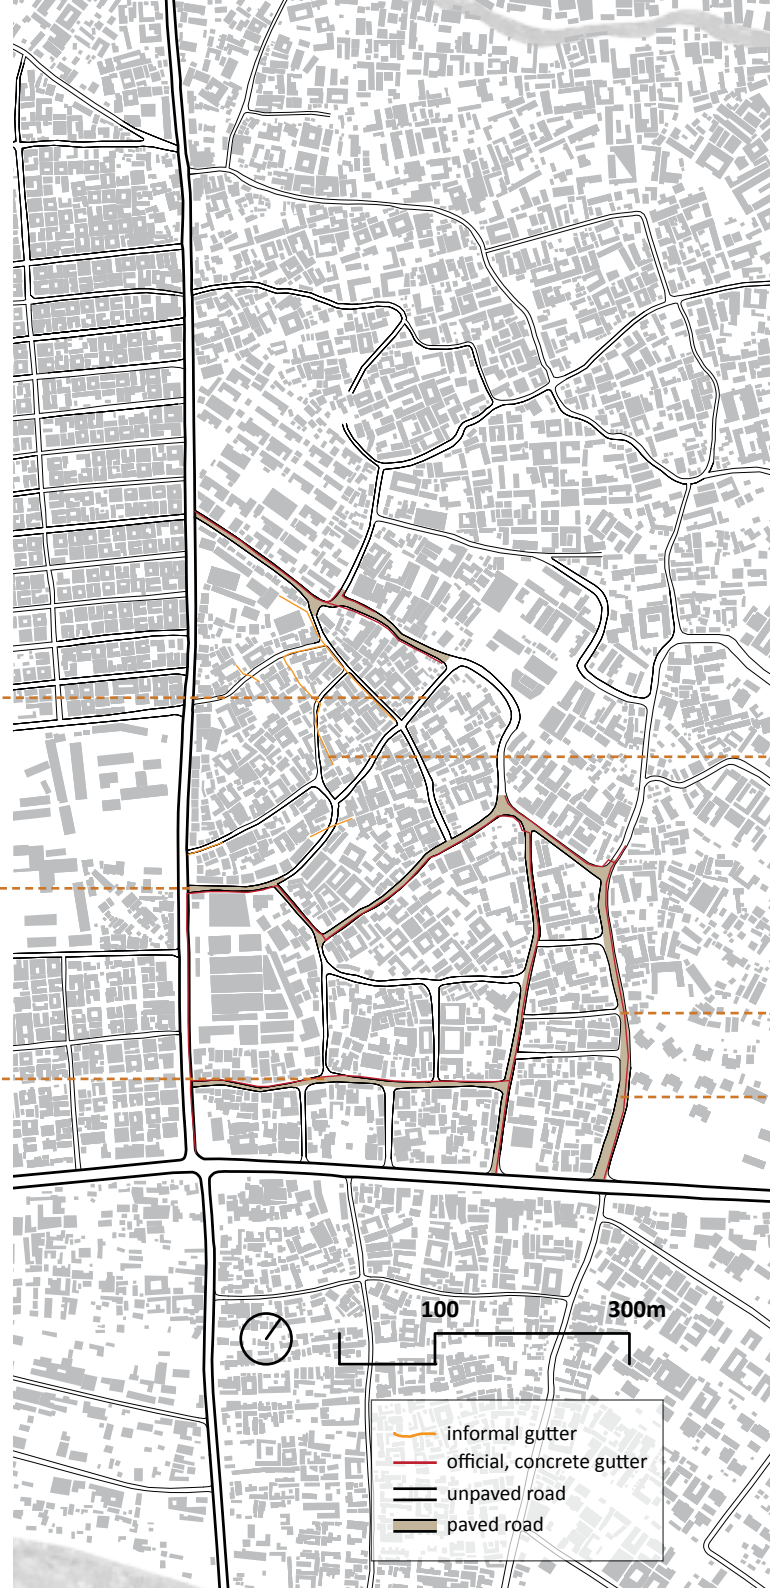 100 300m
informal gutter
official, concrete gutter
unpaved road
paved road